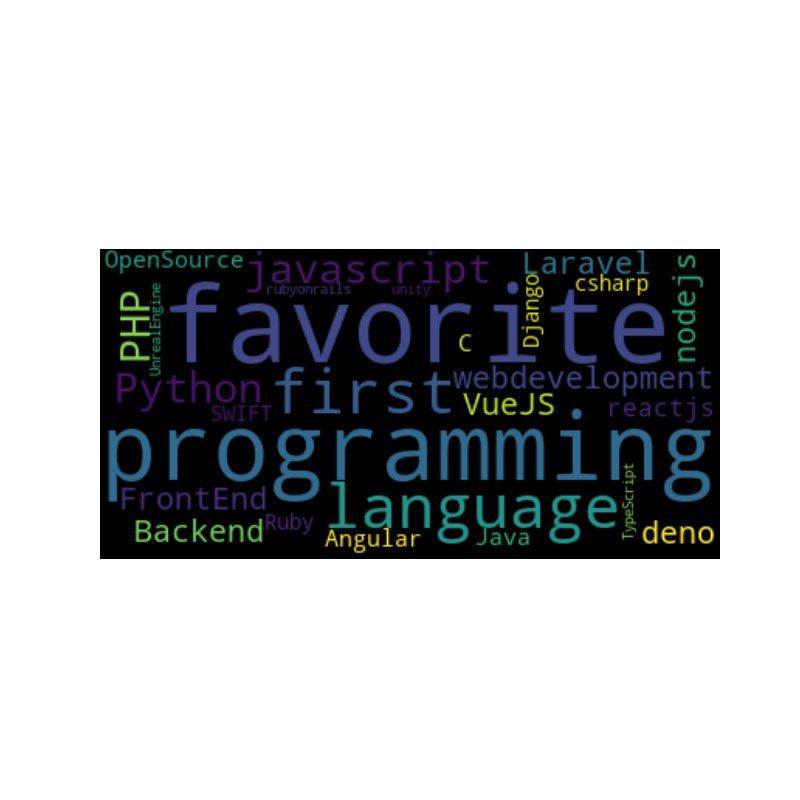 OpenSource
javascript
Laravel
nodejs
rubyonrails
unity
csharp
PHP
UnrealEngine
favorite
C
Django
Python
first
webdevelopment
SWIFT
VueJS
reactjs
programming
FrontEnd
language
TypeScript
Backend
Ruby
Angular
Java
deno